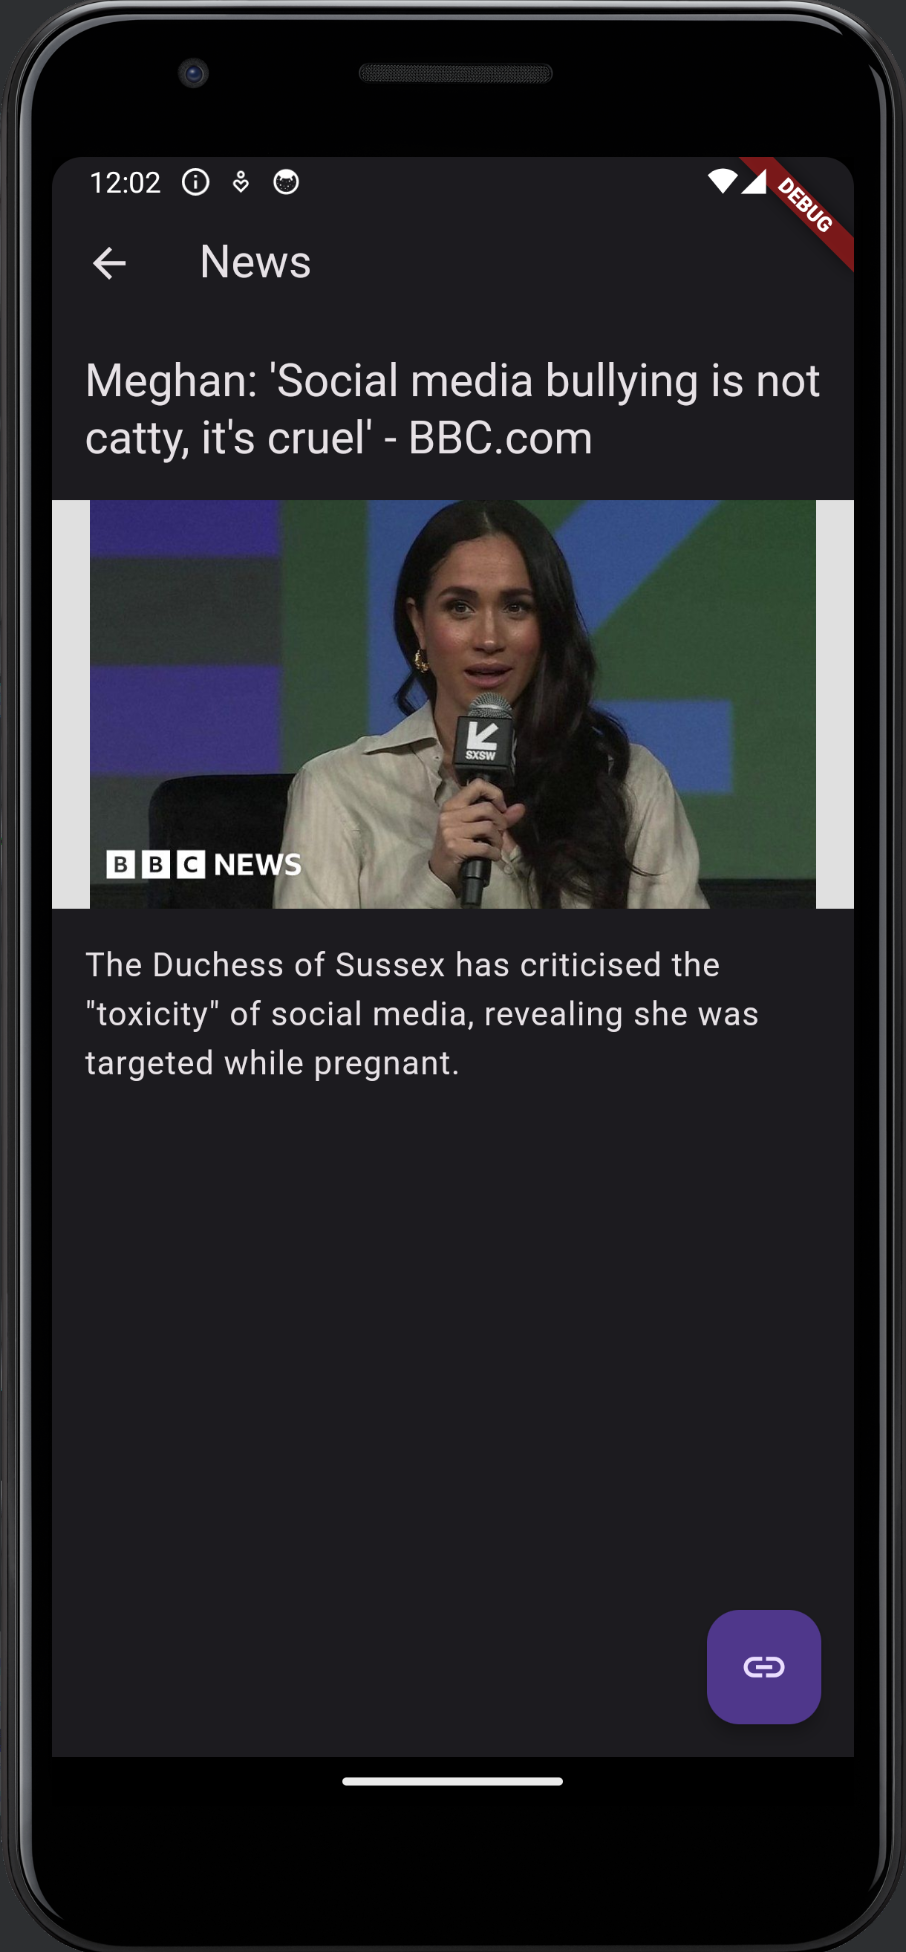 12:02
DEBUG
News
Meghan: 'Social media bullying is not
catty, it's cruel' - BBC.com
SXSW
BBC NEWS
The Duchess of Sussex has criticised the
"toxicity" of social media, revealing she was
targeted while pregnant.